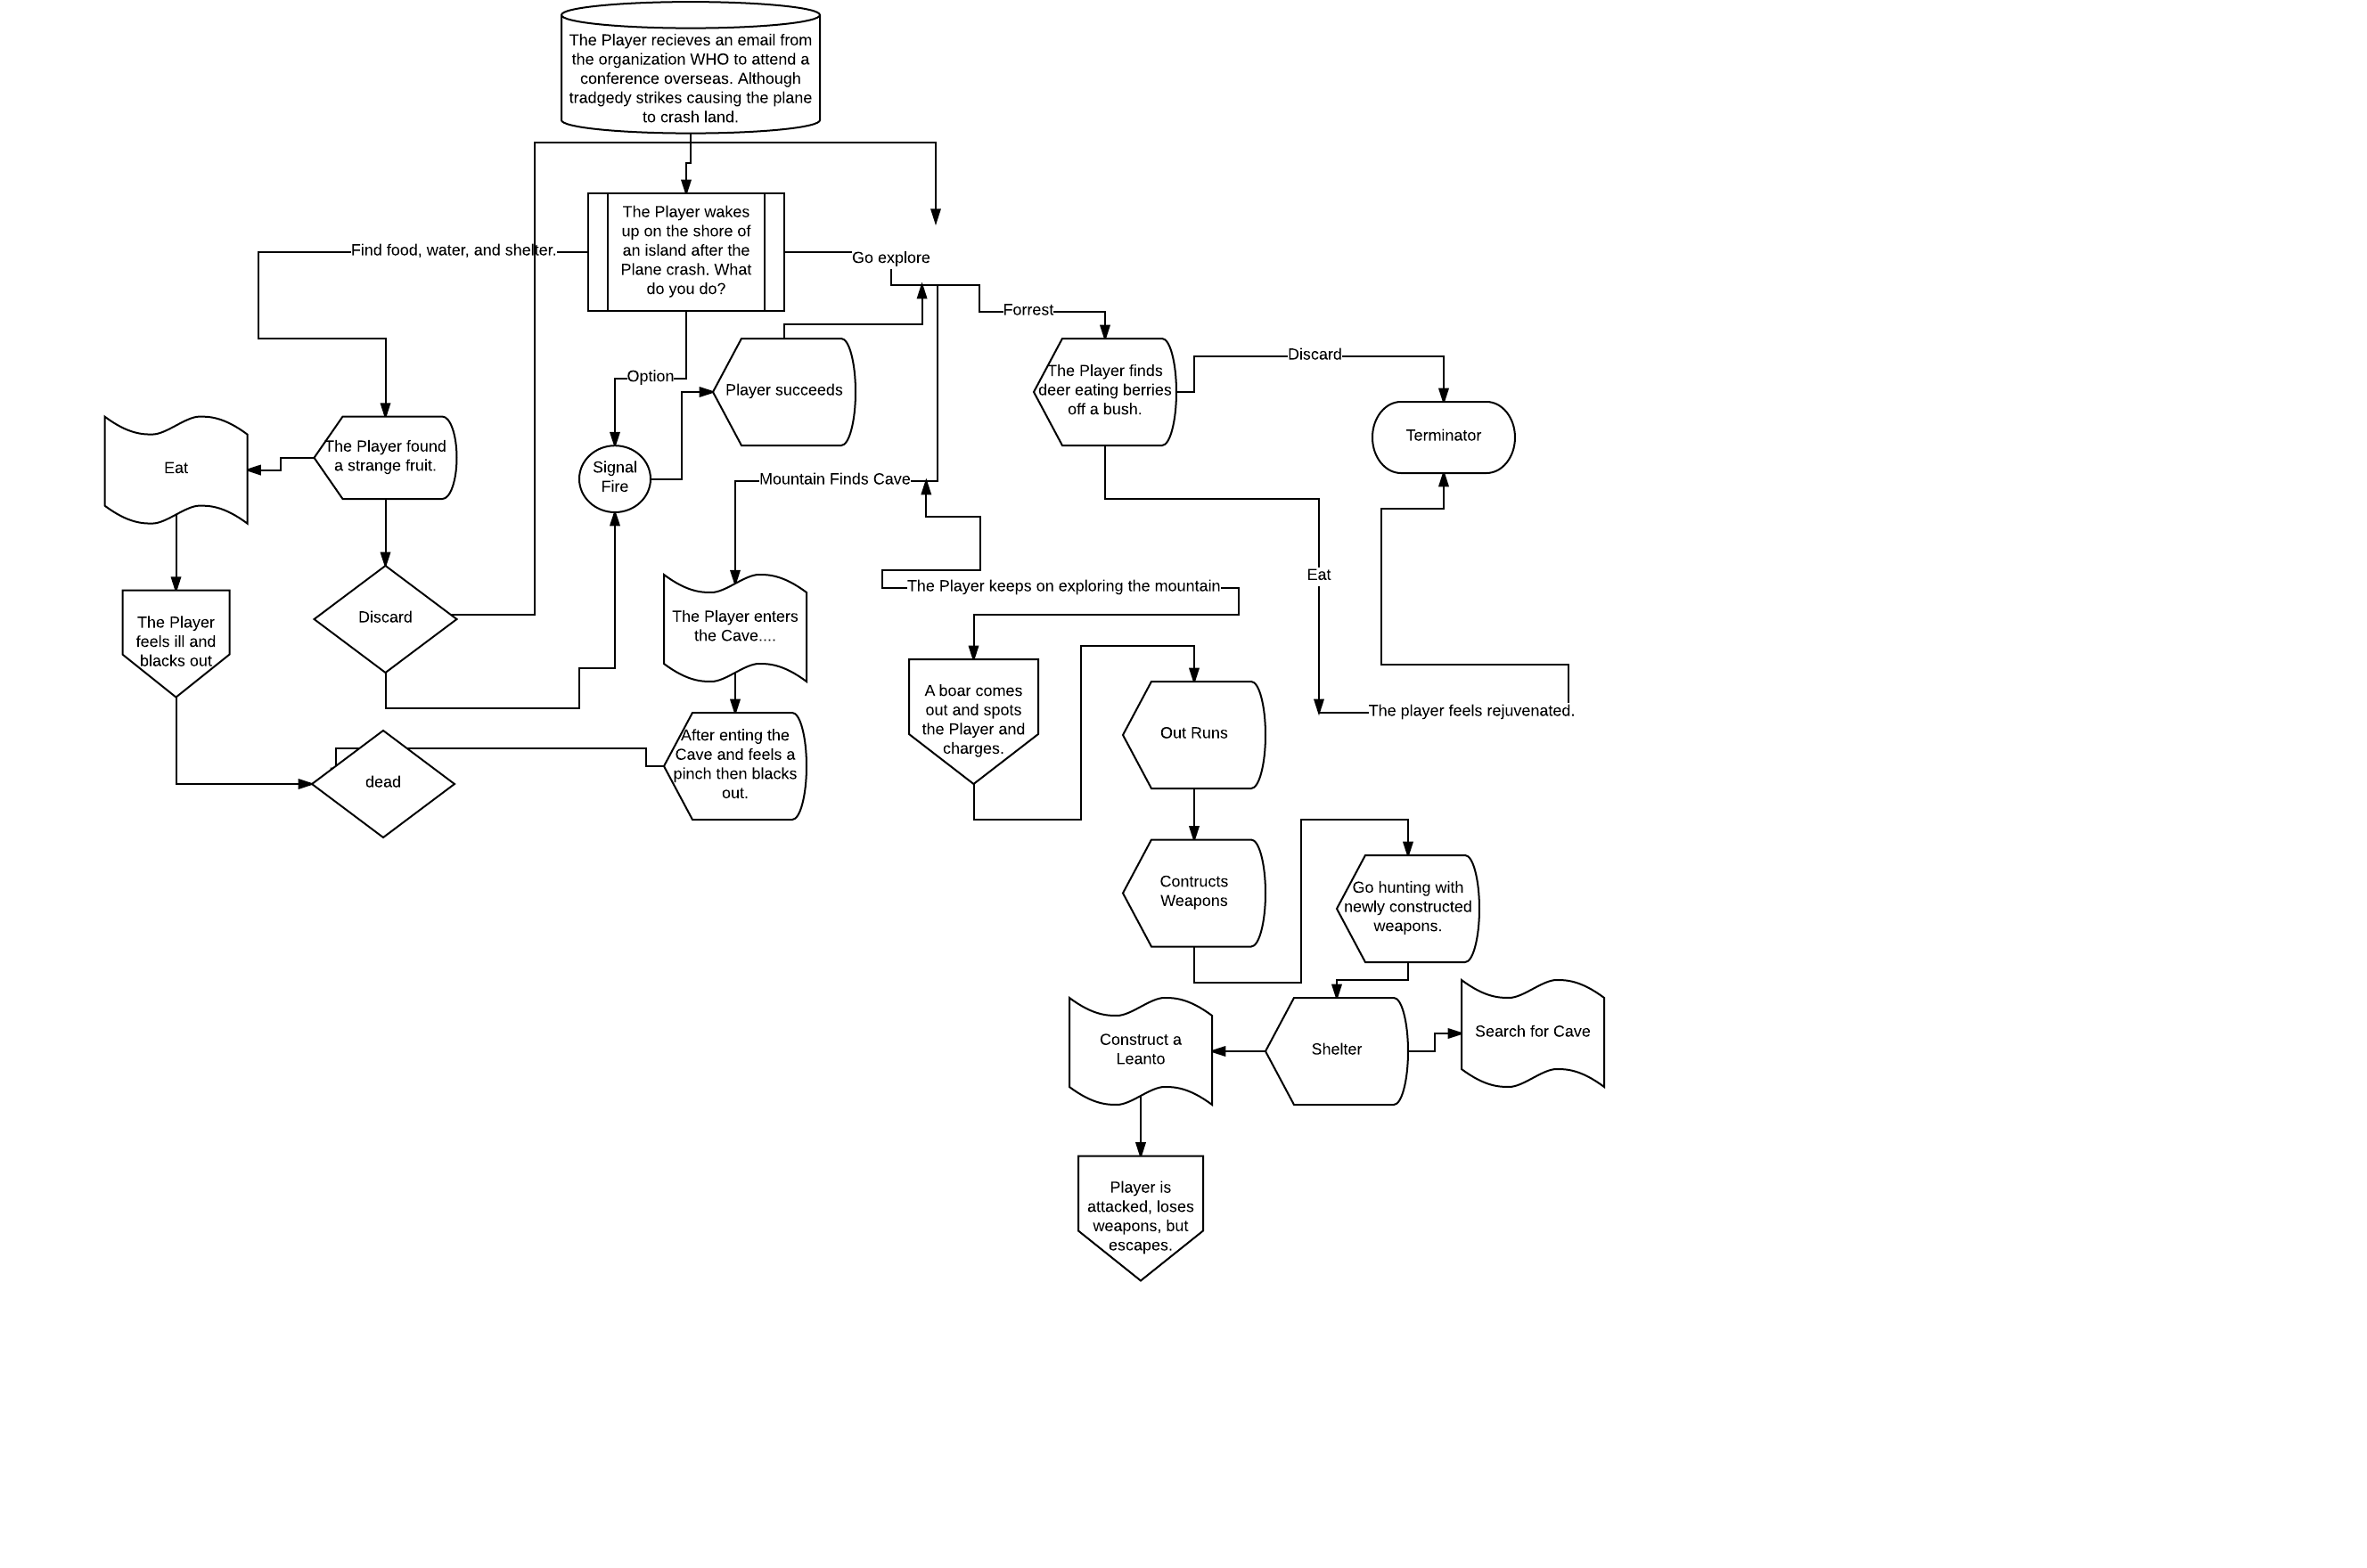 The Player recieves an email from
the organization WHO to attend a
conference overseas. Although
tradgedy strikes causing the plane
to crash land.
The Player wakes
up on the shore of
an island after the
Plane crash. What
do you do?
Find food, water, and shelter.
Go explore
Forrest
Option
Player succeeds
The Player finds
deer eating berries
off a bush.
Discard
Terminator
Eat
The Player found
a strange fruit.
Signal
Fire
Mountain Finds Cave
The Player keeps on exploring the mountain
Eat
The Player
feels ill and
blacks out
Discard
The Player enters
the Cave....
A boar comes
out and spots
the Player and
charges.
Out Runs
The player feels rejuvenated.
dead
After enting the
Cave and feels a
pinch then blacks
out.
Contructs
Weapons
Go hunting with
newly constructed
weapons.
Construct a
Leanto
Shelter
Search for Cave
Player is
attacked, loses
weapons, but
escapes.